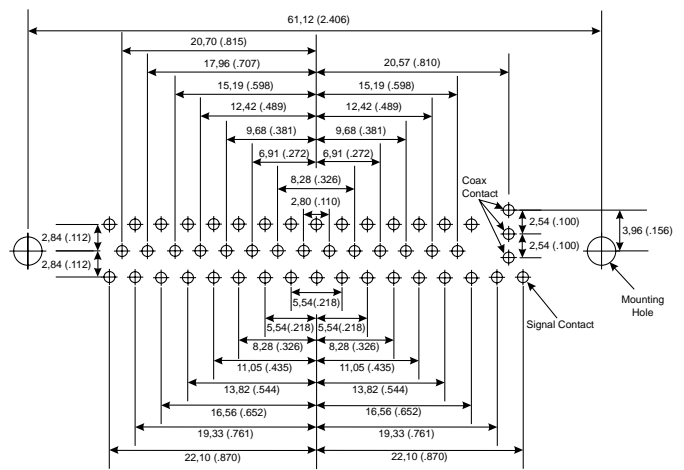 61,12 (2.406)
20,70 (.815)
17,96 (.707) 20,57 (.810)
15,19 (.598) 15,19 (.598)
12,42 (.489) 12,42 (.489)
9,68 (.381) 9,68 (.381)
6,91 (.272) 6,91 (.272)
8,28 (.326)
2,80 (.110)
Coax
Contact
2,84 (.112) 2,54 (.100) 3,96 (.156)
2,84 (.112) 2,54 (.100)
Mounting
Hole
Signal Contact
5,54 (.218)
5,54(.218) 5,54(.218)
8,28 (.326) 8,28 (.326)
11,05 (.435) 11,05 (.435)
13,82 (.544) 13,82 (.544)
16,56 (.652) 16,56 (.652)
19,33 (.761) 19,33 (.761)
22,10 (.870) 22,10 (.870)